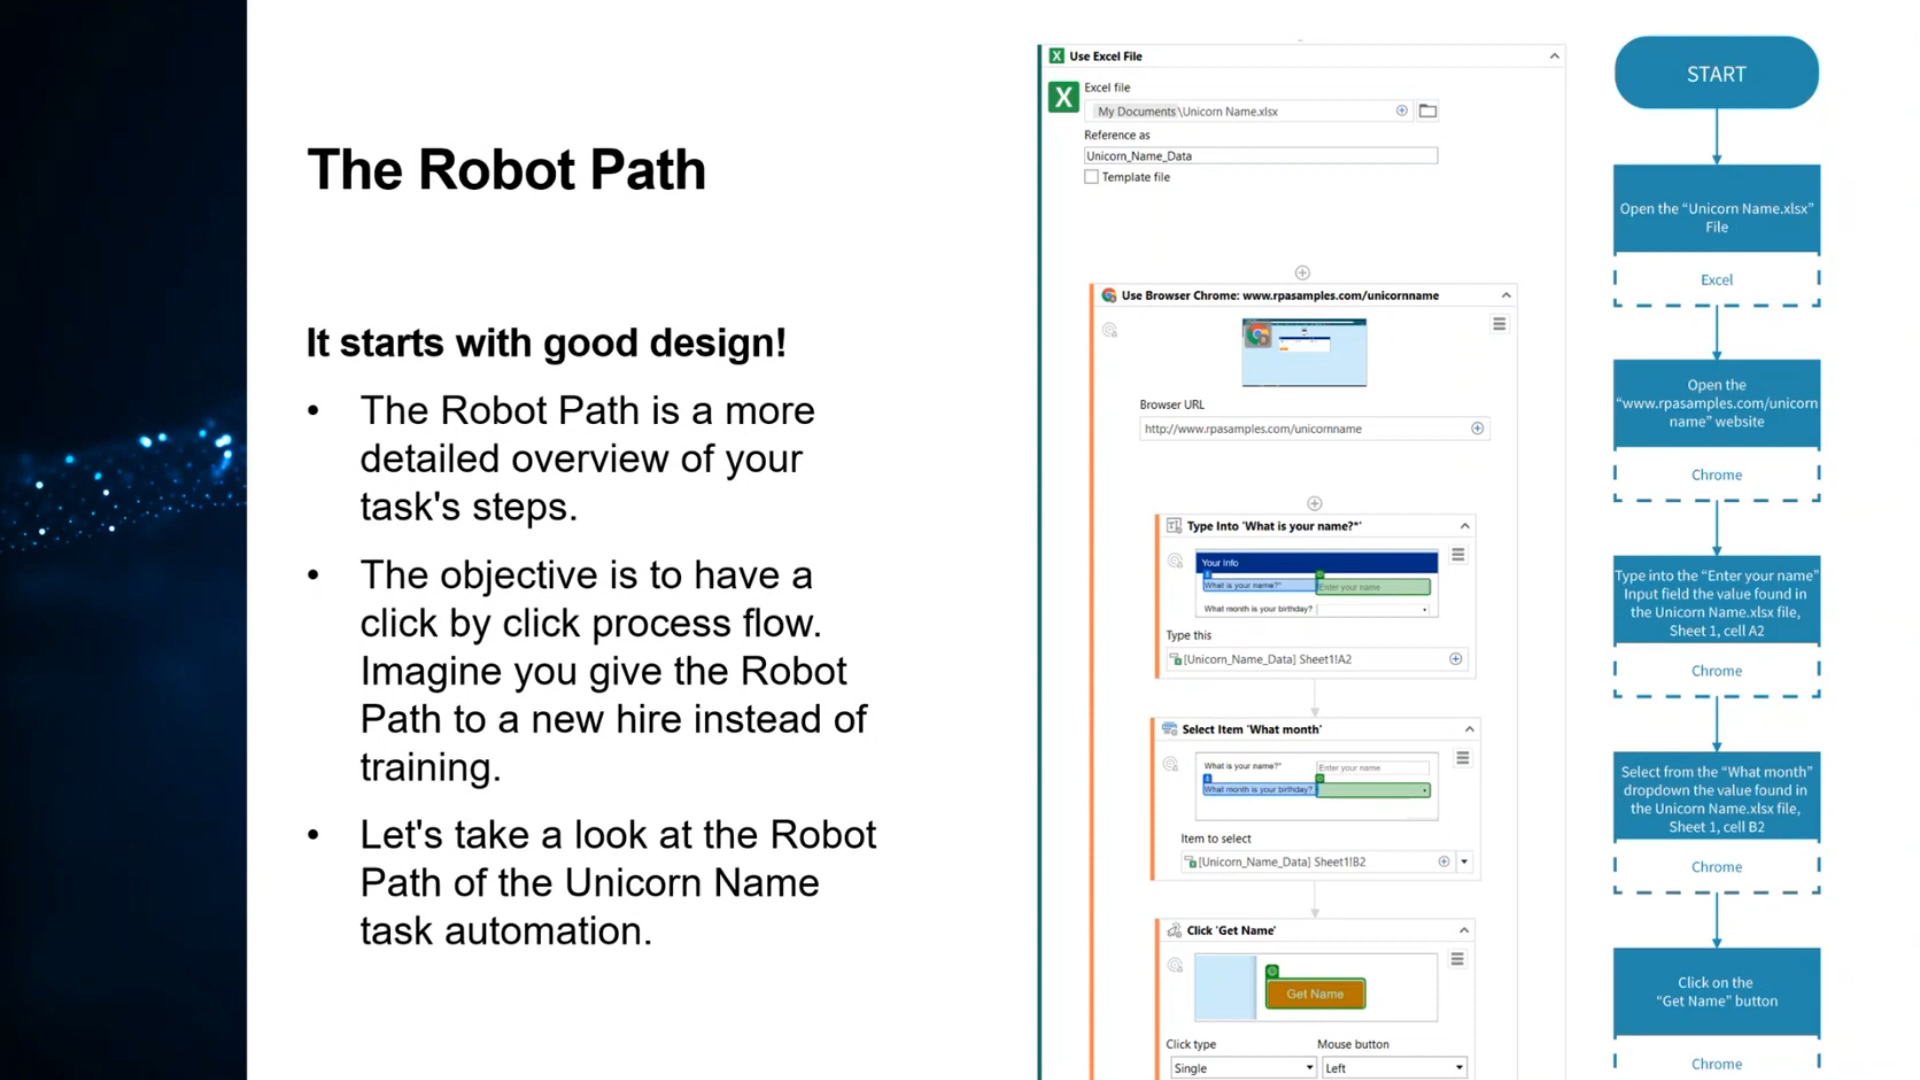 The Robot Path
It starts with good design!
• The Robot Path is a more
detailed overview of your
task's steps.
• The objective is to have a
click by click process flow.
Imagine you give the Robot
Path to a new hire instead of
training.
• Let's take a look at the Robot
Path of the Unicorn Name
task automation.
Use Excel File
Excel file
My Documents\Unicorn Name.xlsx
Reference as
Unicorn_Name_Data
Template file
Use Browser Chrome: www.rpasamples.com/unicornname
Browser URL
http://www.rpasamples.com/unicornname
Type Into 'What is your name?*'
Your Info
What is your name?* Enter your name
What month is your birthday?
Type this
[Unicorn_Name_Data] Sheet1!A2
Select Item 'What month'
What is your name?* Enter your name
What month is your birthday?
Item to select
[Unicorn_Name_Data] Sheet1!B2
Click 'Get Name'
Get Name
Click type Mouse button
Single Left
START
Open the “Unicorn Name.xlsx”
File
Excel
Open the
“www.rpasamples.com/unicorn
name” website
Chrome
Type into the “Enter your name”
Input field the value found in
the Unicorn Name.xlsx file,
Sheet 1, cell A2
Chrome
Select from the “What month”
dropdown the value found in
the Unicorn Name.xlsx file,
Sheet 1, cell B2
Chrome
Click on the
“Get Name” button
Chrome